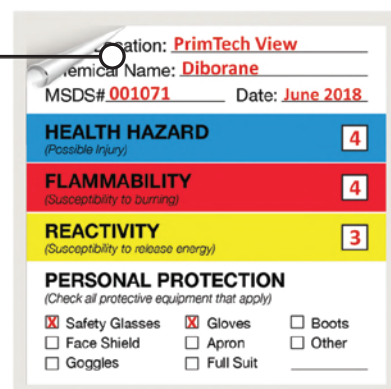 ation: PrimTech View
emical Name: Diborane
MSDS# 001071 Date: June 2018
HEALTH HAZARD 4
(Possible Injury)
FLAMMABILITY 4
(Susceptibility to burning)
REACTIVITY 3
(Susceptibility to release energy)
PERSONAL PROTECTION
(Check all protective equipment that apply)
X Safety Glasses X Gloves Boots
Face Shield Apron Other
Goggles Full Suit